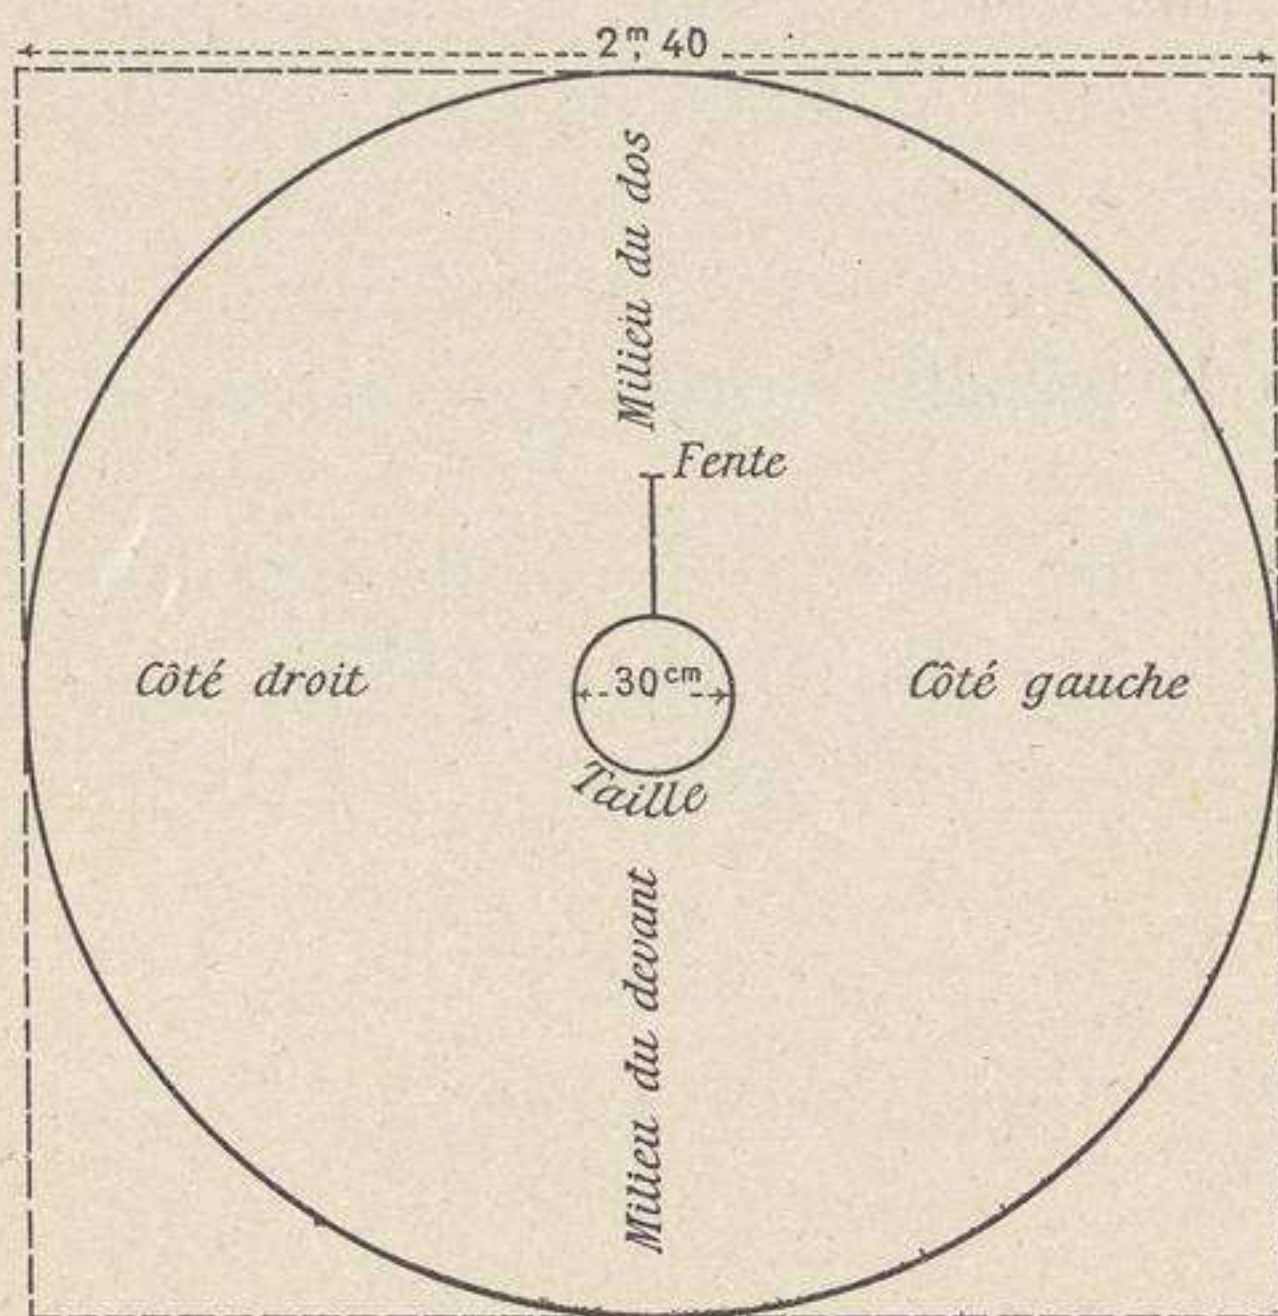 2ᵐ,40
Milieu du dos
Fente
Côté droit
30ᶜᵐ
Côté gauche
Taille
Milieu du devant